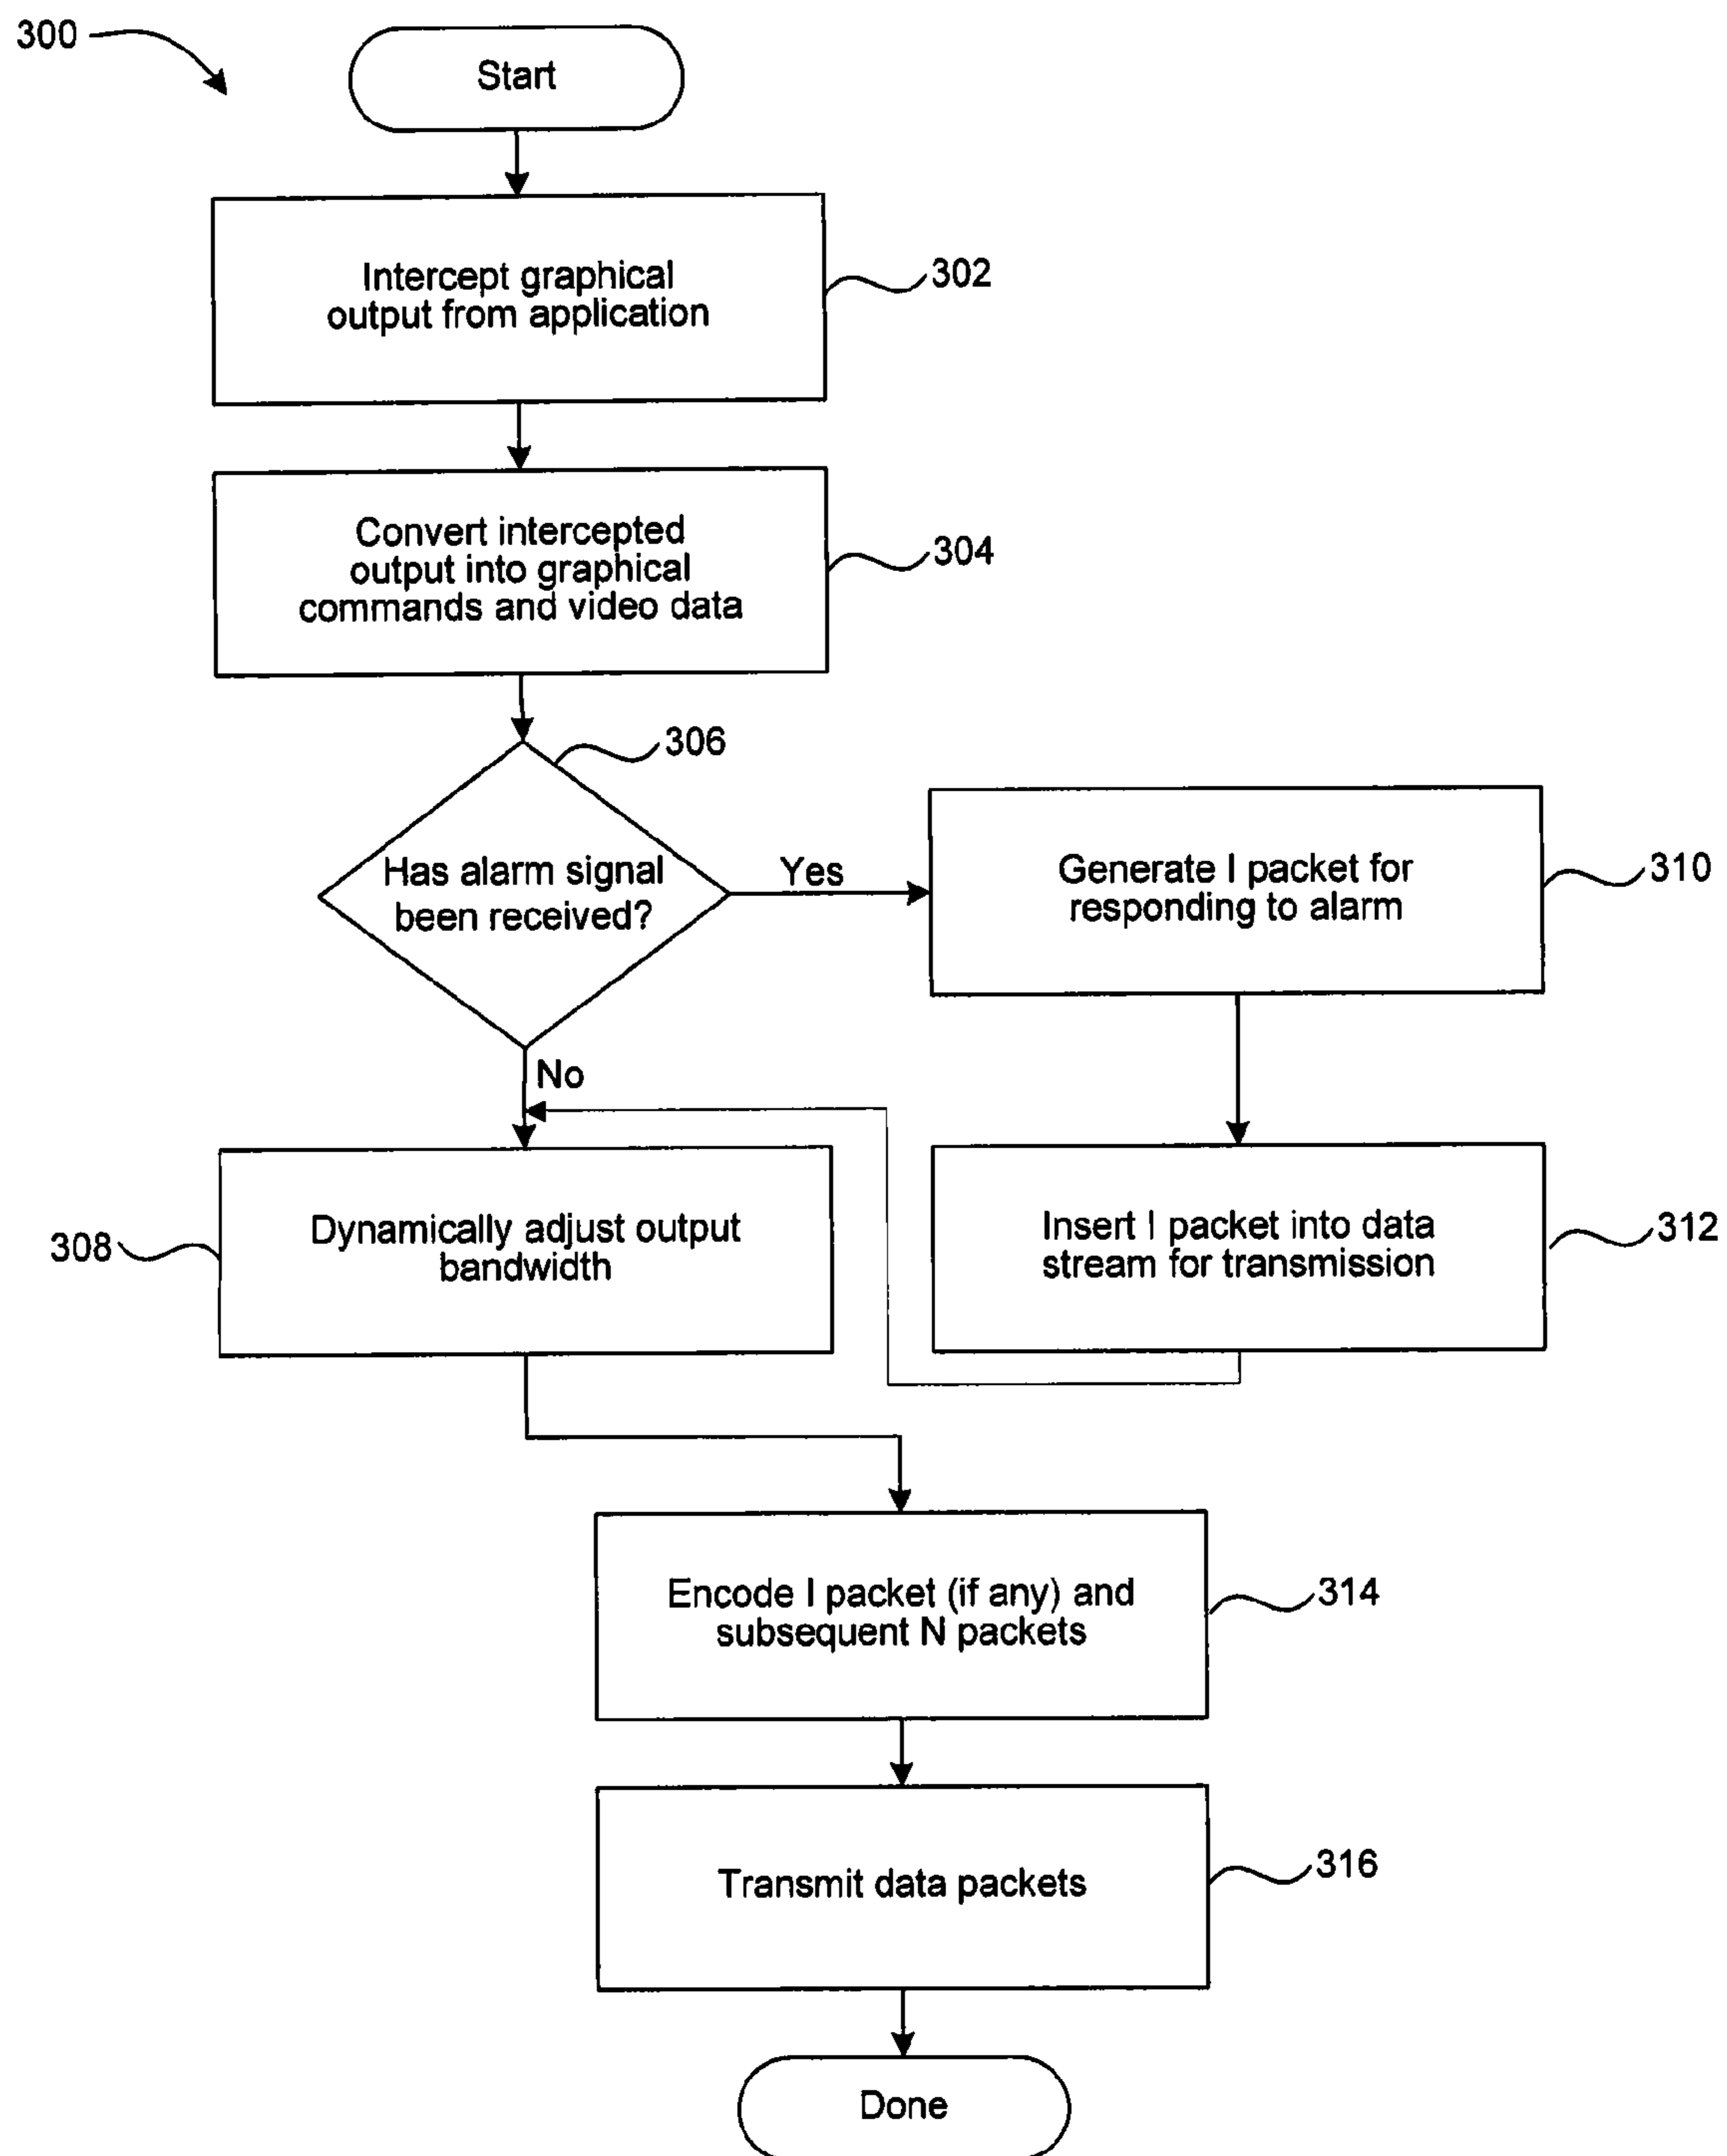 300
Start
Intercept graphical
output from application
302
Convert intercepted
output into graphical
commands and video data
304
306
Has alarm signal
been received?
Yes
Generate I packet for
responding to alarm
310
No
308
Dynamically adjust output
bandwidth
Insert I packet into data
stream for transmission
312
Encode I packet (if any) and
subsequent N packets
314
Transmit data packets
316
Done